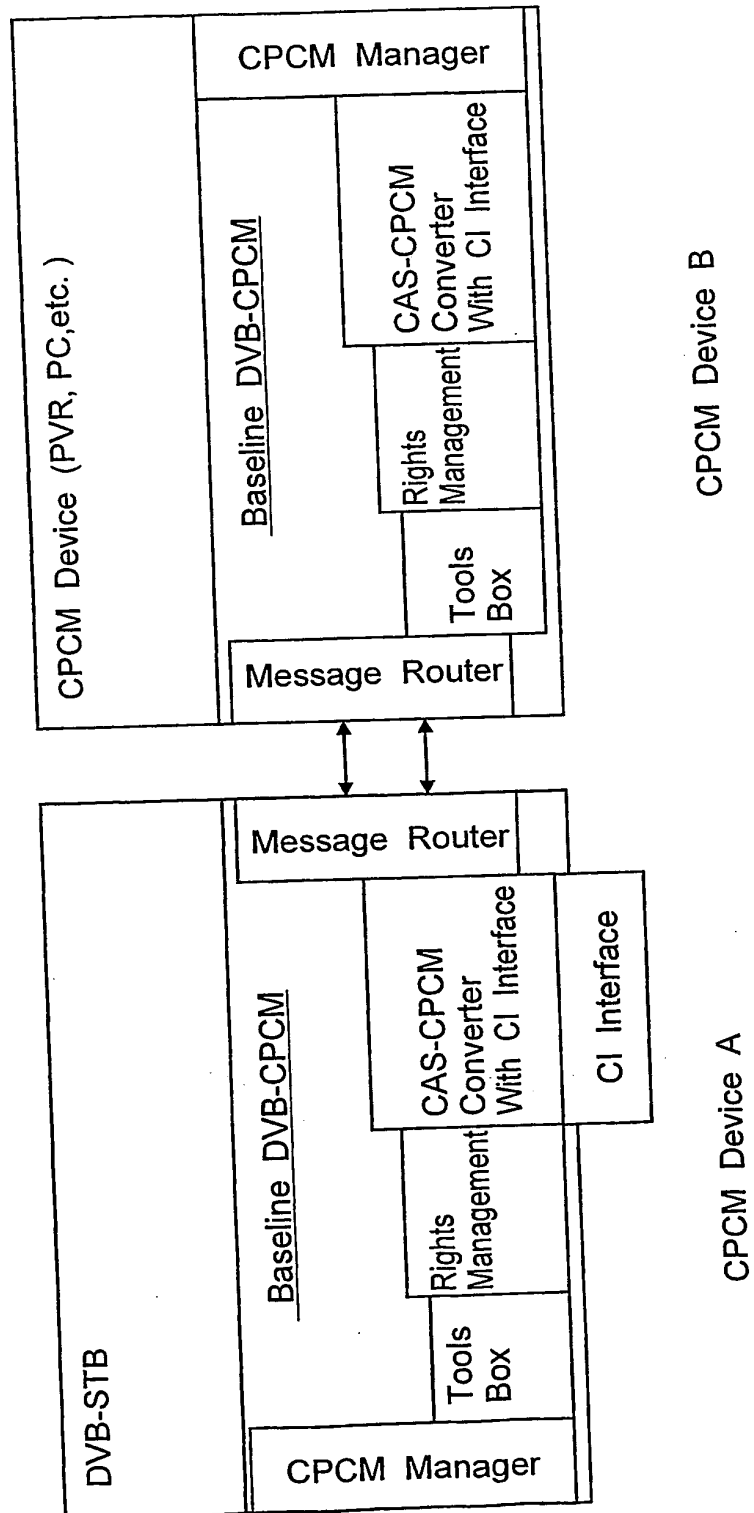 DVB-STB
Baseline DVB-CPCM
CPCM Manager
Tools
Box
Rights
Management
CAS-CPCM
Converter
With CI Interface
CI Interface
Message Router
CPCM Device A
CPCM Device (PVR, PC,etc. )
Baseline DVB-CPCM
Message Router
Tools
Box
Rights
Management
CAS-CPCM
Converter
With CI Interface
CPCM Manager
CPCM Device B